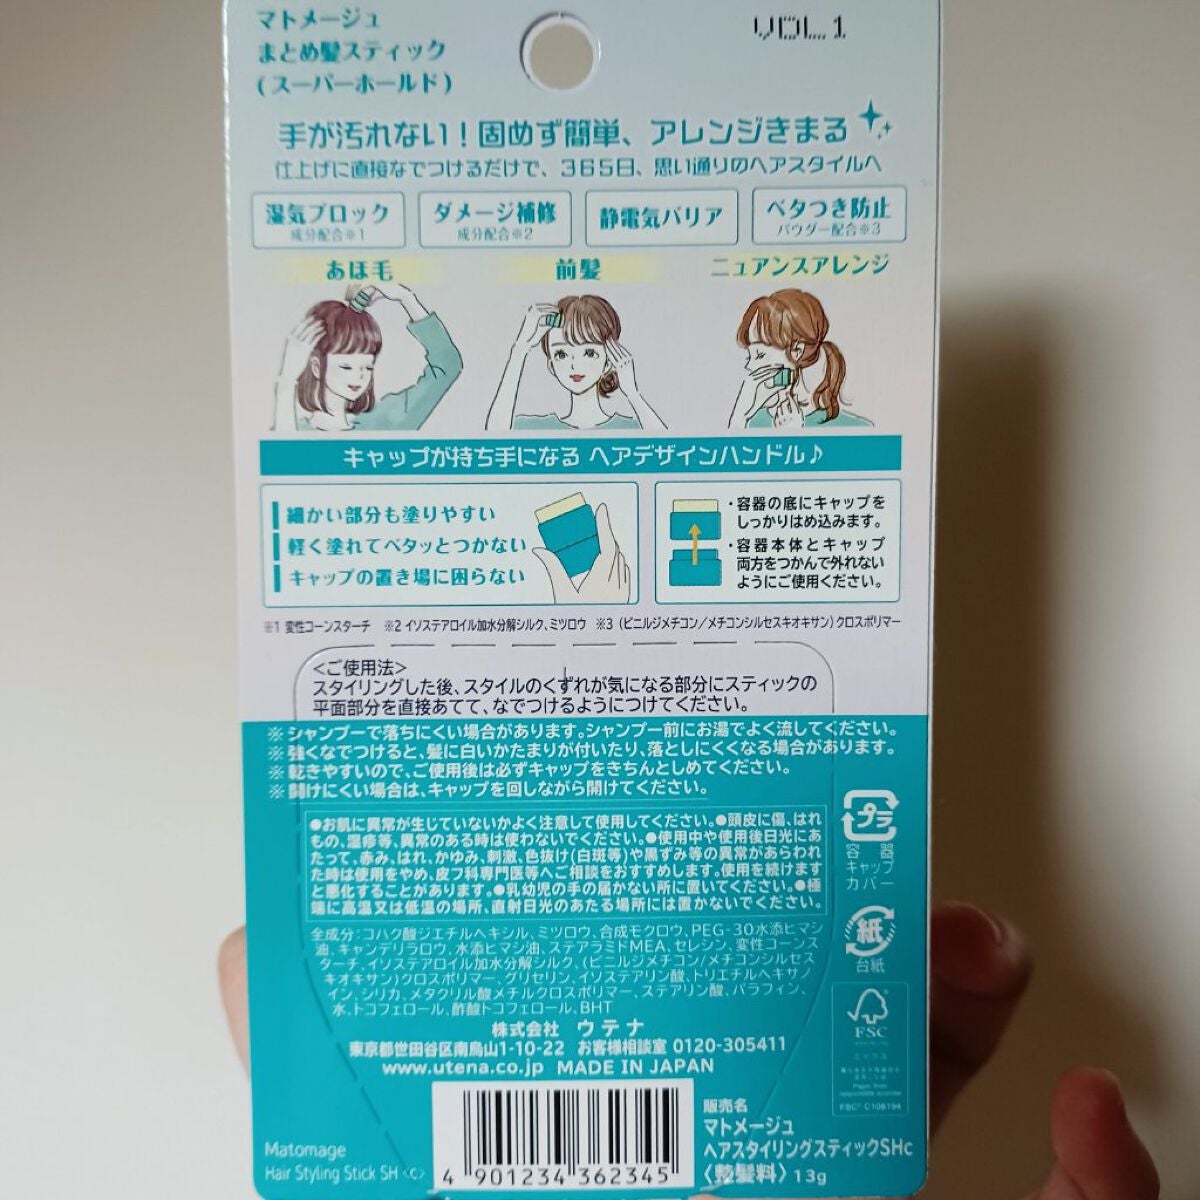 マトメージュ
まとめ髪スティック
(スーパーホールド)
VOL1
手が汚れない！固めず簡単、アレンジきまる
仕上げに直接なでつけるだけで、365日、思い通りのヘアスタイルへ
湿気ブロック
成分配合※1
ダメージ補修
成分配合※2
静電気バリア
ベタつき防止
パウダー配合※3
あほ毛
前髪
ニュアンスアレンジ
キャップが持ち手になる ヘアデザインハンドル♪
細かい部分も塗りやすい
軽く塗れてベタッとつかない
キャップの置き場に困らない
・容器の底にキャップを
しっかりはめ込みます。
・容器本体とキャップ
両方をつかんで外れない
ようにご使用ください。
※1 変性コーンスターチ ※2 イソステアロイル加水分解シルク、ミツロウ ※3 (ビニルジメチコン/メチコンシルセスキオキサン)クロスポリマー
<ご使用法>
スタイリングした後、スタイルのくずれが気になる部分にスティックの
平面部分を直接あてて、なでつけるようにつけてください。
※シャンプーで落ちにくい場合があります。シャンプー前にお湯でよく流してください。
※強くなでつけると、髪に白いかたまりが付いたり、落としにくくなる場合があります。
※乾きやすいので、ご使用後は必ずキャップをきちんとしめてください。
※開けにくい場合は、キャップを回しながら開けてください。
●お肌に異常が生じていないかよく注意して使用してください。●頭皮に傷、はれ
もの、湿疹等、異常のある時は使わないでください。●使用中や使用後日光にあ
たって、赤み、はれ、かゆみ、刺激、色抜け(白斑等)や黒ずみ等の異常があらわれ
た時は使用をやめ、皮フ科専門医等へご相談をおすすめします。使用を続けます
と悪化することがあります。●乳幼児の手の届かない所に置いてください。●極
端に高温又は低温の場所、直射日光のあたる場所には置かないでください。
全成分：コハク酸ジエチルヘキシル、ミツロウ、合成モクロウ、PEG-30水添ヒマシ
油、キャンデリラロウ、水添ヒマシ油、ステアラミドMEA、セレシン、変性コーンス
ターチ、イソステアロイル加水分解シルク、(ビニルジメチコン/メチコンシルセス
キオキサン)クロスポリマー、グリセリン、イソステアリン酸、トリエチルヘキサノ
イン、シリカ、メタクリル酸メチルクロスポリマー、ステアリン酸、パラフィン、
水、トコフェロール、酢酸トコフェロール、BHT
プラ
容器
キャップ
カバー
紙
台紙
FSC
ミックス
FSC® C108194
株式会社 ウテナ
東京都世田谷区南烏山1-10-22 お客様相談室 0120-305411
www.utena.co.jp MADE IN JAPAN
Matomage
Hair Styling Stick SH <C>
4 901234 362345
販売名
マトメージュ
ヘアスタイリングスティックSHc
〈整髪料〉13g